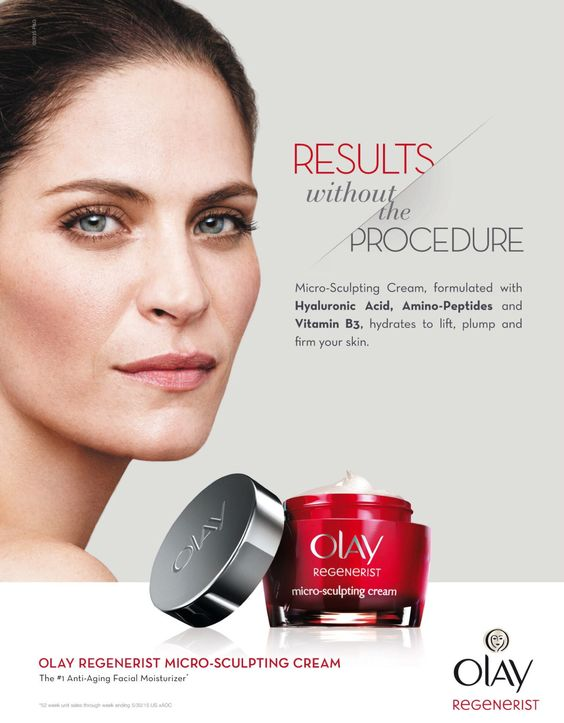 ©2015 P&G
RESULTS
without
the
PROCEDURE
Micro-Sculpting Cream, formulated with
Hyaluronic Acid, Amino-Peptides and
Vitamin B3, hydrates to lift, plump and
firm your skin.
OLAY
OLAY
REGENERIST
micro-sculpting cream
OLAY REGENERIST MICRO-SCULPTING CREAM
The #1 Anti-Aging Facial Moisturizer*
*52 week unit sales through week ending 5/30/15 US xAOC
OLAY
REGENERIST